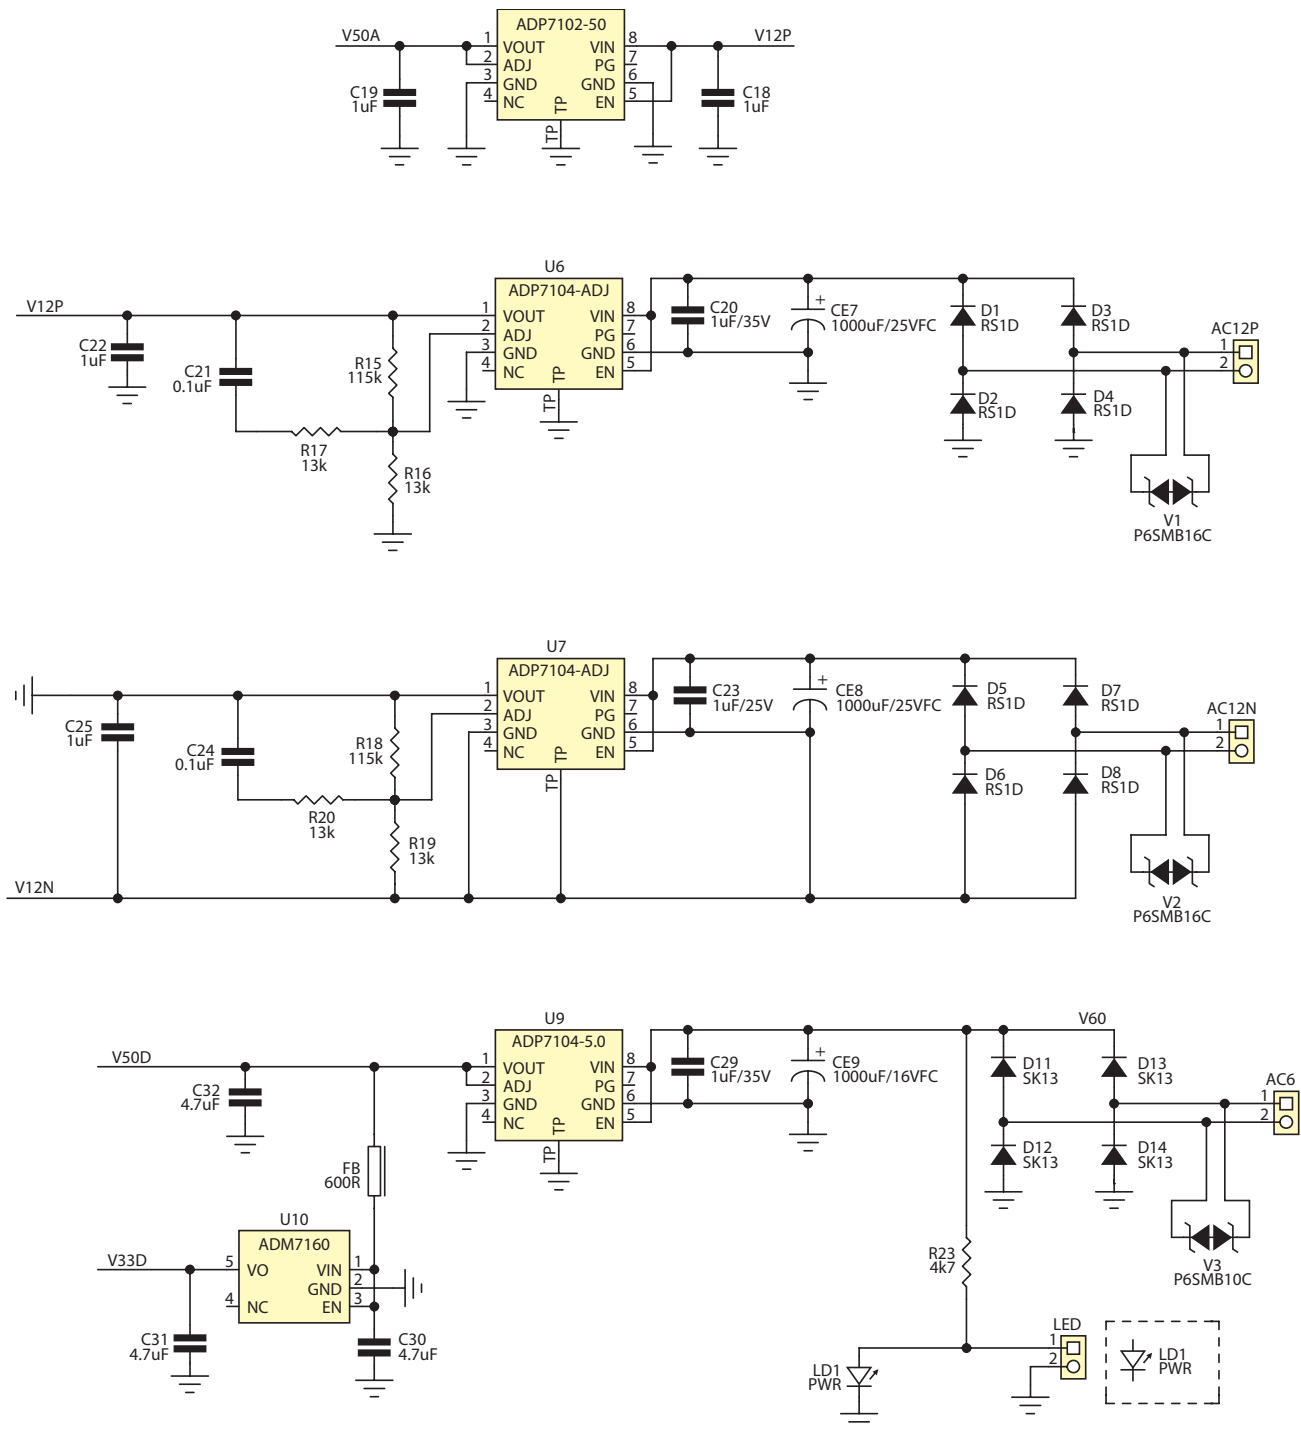 ADP7102-50
V50A
V12P
1 VOUT VIN 8
2 ADJ PG 7
3 GND GND 6
4 NC EN 5
TP
TP
C19
1uF
C18
1uF
U6
ADP7104-ADJ
V12P
1 VOUT VIN 8
2 ADJ PG 7
3 GND GND 6
4 NC EN 5
TP
TP
C22
1uF
C21
0.1uF
R15
115k
R17
13k
R16
13k
C20
1uF/35V
+
CE7
1000uF/25VFC
D1
RS1D
D3
RS1D
D2
RS1D
D4
RS1D
AC12P
1
2
V1
P6SMB16C
U7
ADP7104-ADJ
1 VOUT VIN 8
2 ADJ PG 7
3 GND GND 6
4 NC EN 5
TP
TP
C25
1uF
C24
0.1uF
R18
115k
R20
13k
R19
13k
V12N
C23
1uF/25V
+
CE8
1000uF/25VFC
D5
RS1D
D7
RS1D
D6
RS1D
D8
RS1D
AC12N
1
2
V2
P6SMB16C
U9
ADP7104-5.0
V50D
1 VOUT VIN 8
2 ADJ PG 7
3 GND GND 6
4 NC EN 5
TP
TP
C32
4.7uF
FB
600R
C29
1uF/35V
+
CE9
1000uF/16VFC
V60
D11
SK13
D13
SK13
D12
SK13
D14
SK13
AC6
1
2
V3
P6SMB10C
U10
ADM7160
V33D
5 VO VIN 1
GND 2
4 NC EN 3
C31
4.7uF
C30
4.7uF
R23
4k7
LD1
PWR
LED
1
2
LD1
PWR